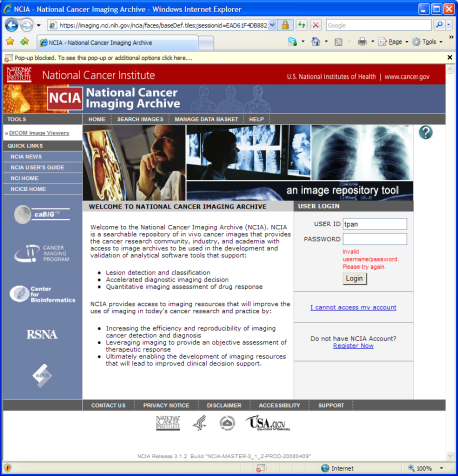 NCIA - National Cancer Imaging Archive - Windows Internet Explorer
https://imaging.nci.nih.gov/ncia/faces/baseDef.tiles;jsessionid=EAD61F4DB882
Google
NCIA - National Cancer Imaging Archive
Page
Tools
Pop-up blocked. To see this pop-up or additional options click here...
NATIONAL CANCER INSTITUTE
National Cancer Institute
U.S. National Institutes of Health | www.cancer.gov
NCIA
National Cancer
Imaging Archive
TOOLS
HOME SEARCH IMAGES MANAGE DATA BASKET HELP
DICOM Image Viewers
QUICK LINKS
NCIA NEWS
NCIA USER'S GUIDE
NCI HOME
NCICB HOME
caBIG™
CANCER
IMAGING
PROGRAM
Center
for
Bioinformatics
RSNA
an image repository tool
WELCOME TO NATIONAL CANCER IMAGING ARCHIVE
Welcome to the National Cancer Imaging Archive (NCIA). NCIA
is a searchable repository of in vivo cancer images that provides
the cancer research community, industry, and academia with
access to image archives to be used in the development and
validation of analytical software tools that support:
• Lesion detection and classification
• Accelerated diagnostic imaging decision
• Quantitative imaging assessment of drug response
NCIA provides access to imaging resources that will improve the
use of imaging in today's cancer research and practice by:
• Increasing the efficiency and reproducibility of imaging
cancer detection and diagnosis
• Leveraging imaging to provide an objective assessment of
therapeutic response
• Ultimately enabling the development of imaging resources
that will lead to improved clinical decision support.
USER LOGIN
USER ID tpan
PASSWORD
Invalid
username/password.
Please try again.
Login
I cannot access my account
Do not have NCIA Account?
Register Now
CONTACT US PRIVACY NOTICE DISCLAIMER ACCESSIBILITY SUPPORT
NATIONAL CANCER INSTITUTE
USA.gov
NCIA Release 3.1.2 Build "NCIA-MASTER-3_1_2-PROD-20080409"
Internet
100%